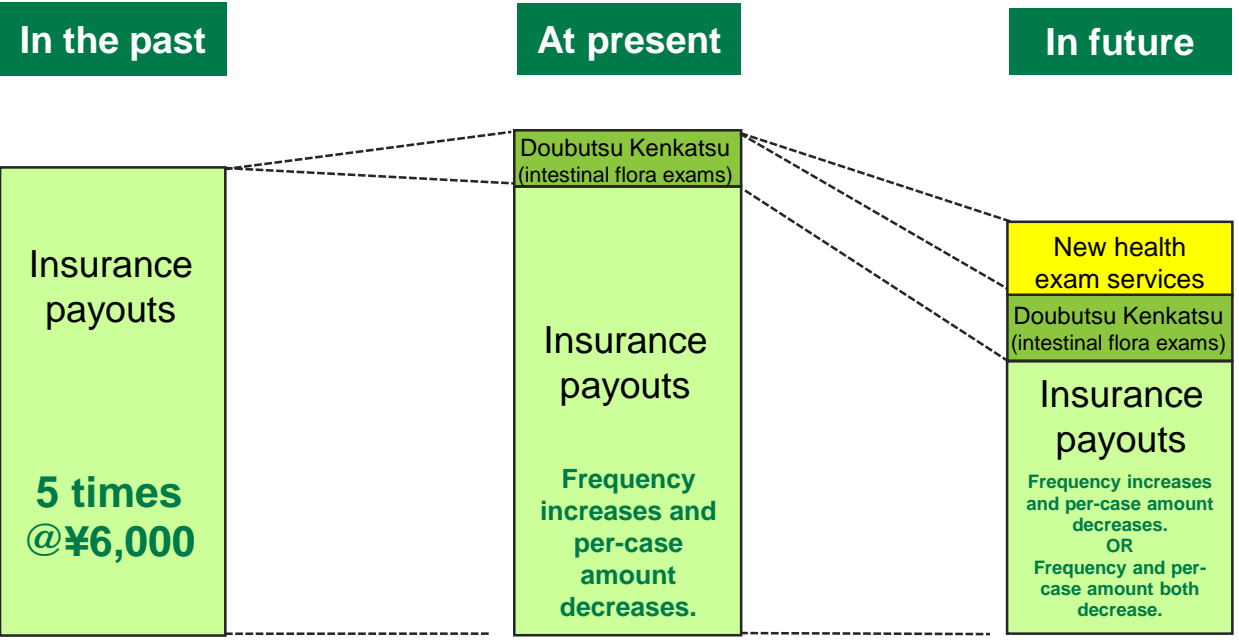 In the past
At present
In future
Insurance
payouts
5 times
@¥6,000
Doubutsu Kenkatsu
(intestinal flora exams)
Insurance
payouts
Frequency
increases and
per-case
amount
decreases.
New health
exam services
Doubutsu Kenkatsu
(intestinal flora exams)
Insurance
payouts
Frequency increases
and per-case amount
decreases.
OR
Frequency and per-
case amount both
decrease.